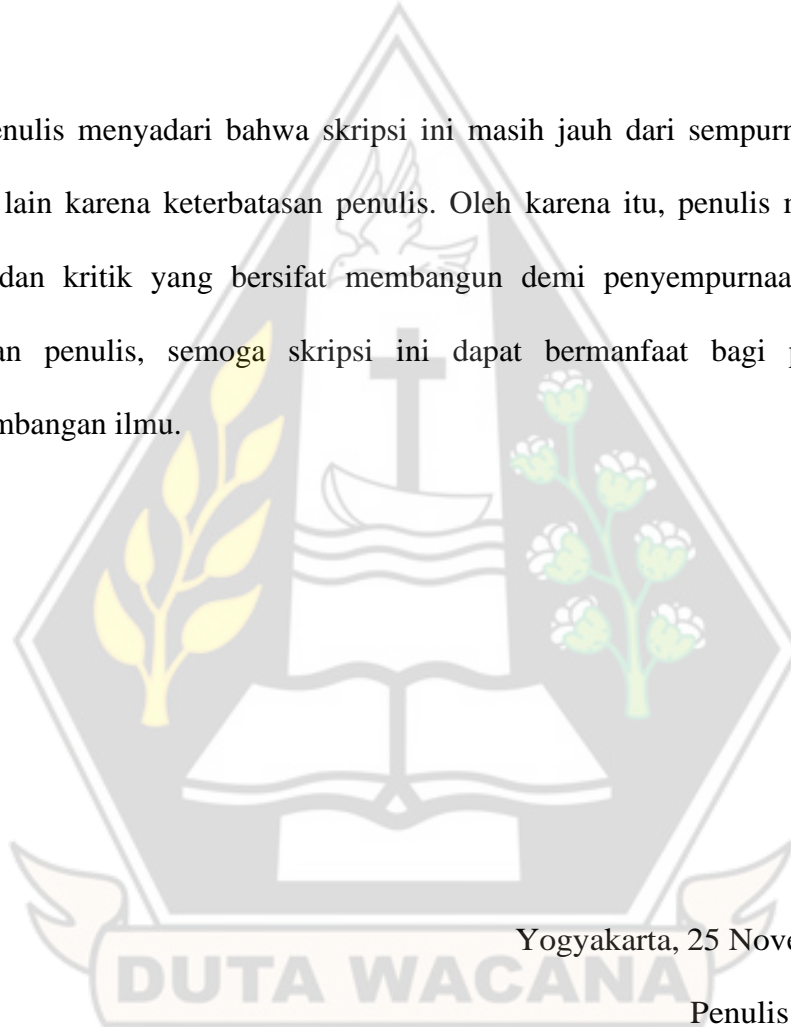 enulis menyadari bahwa skripsi ini masih jauh dari sempurn
lain karena keterbatasan penulis. Oleh karena itu, penulis
dan kritik yang bersifat membangun demi penyempurnaa
an penulis, semoga skripsi ini dapat bermanfaat bagi p
mbangan ilmu.
Yogyakarta, 25 Nove
DUTA WACANA
Penulis